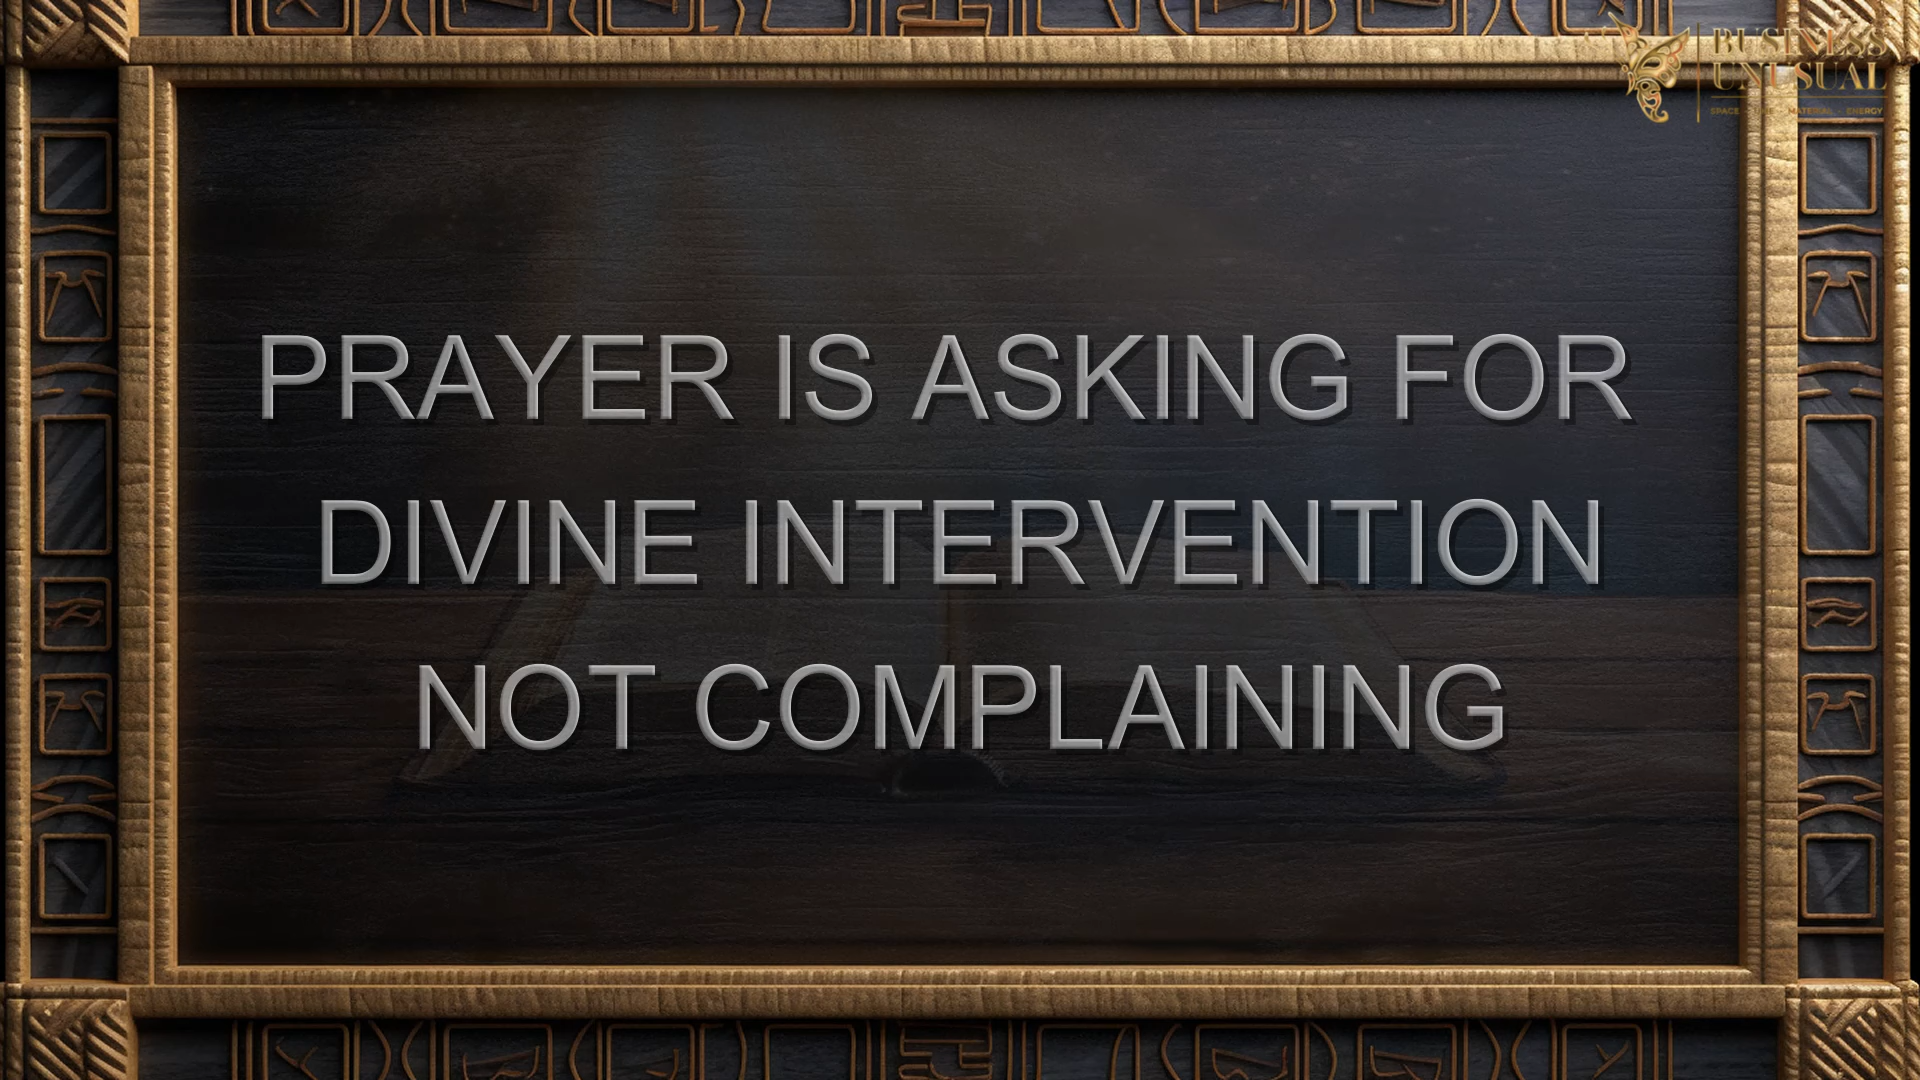 BUSINESS
UNUSUAL
PRAYER IS ASKING FOR
DIVINE INTERVENTION
NOT COMPLAINING